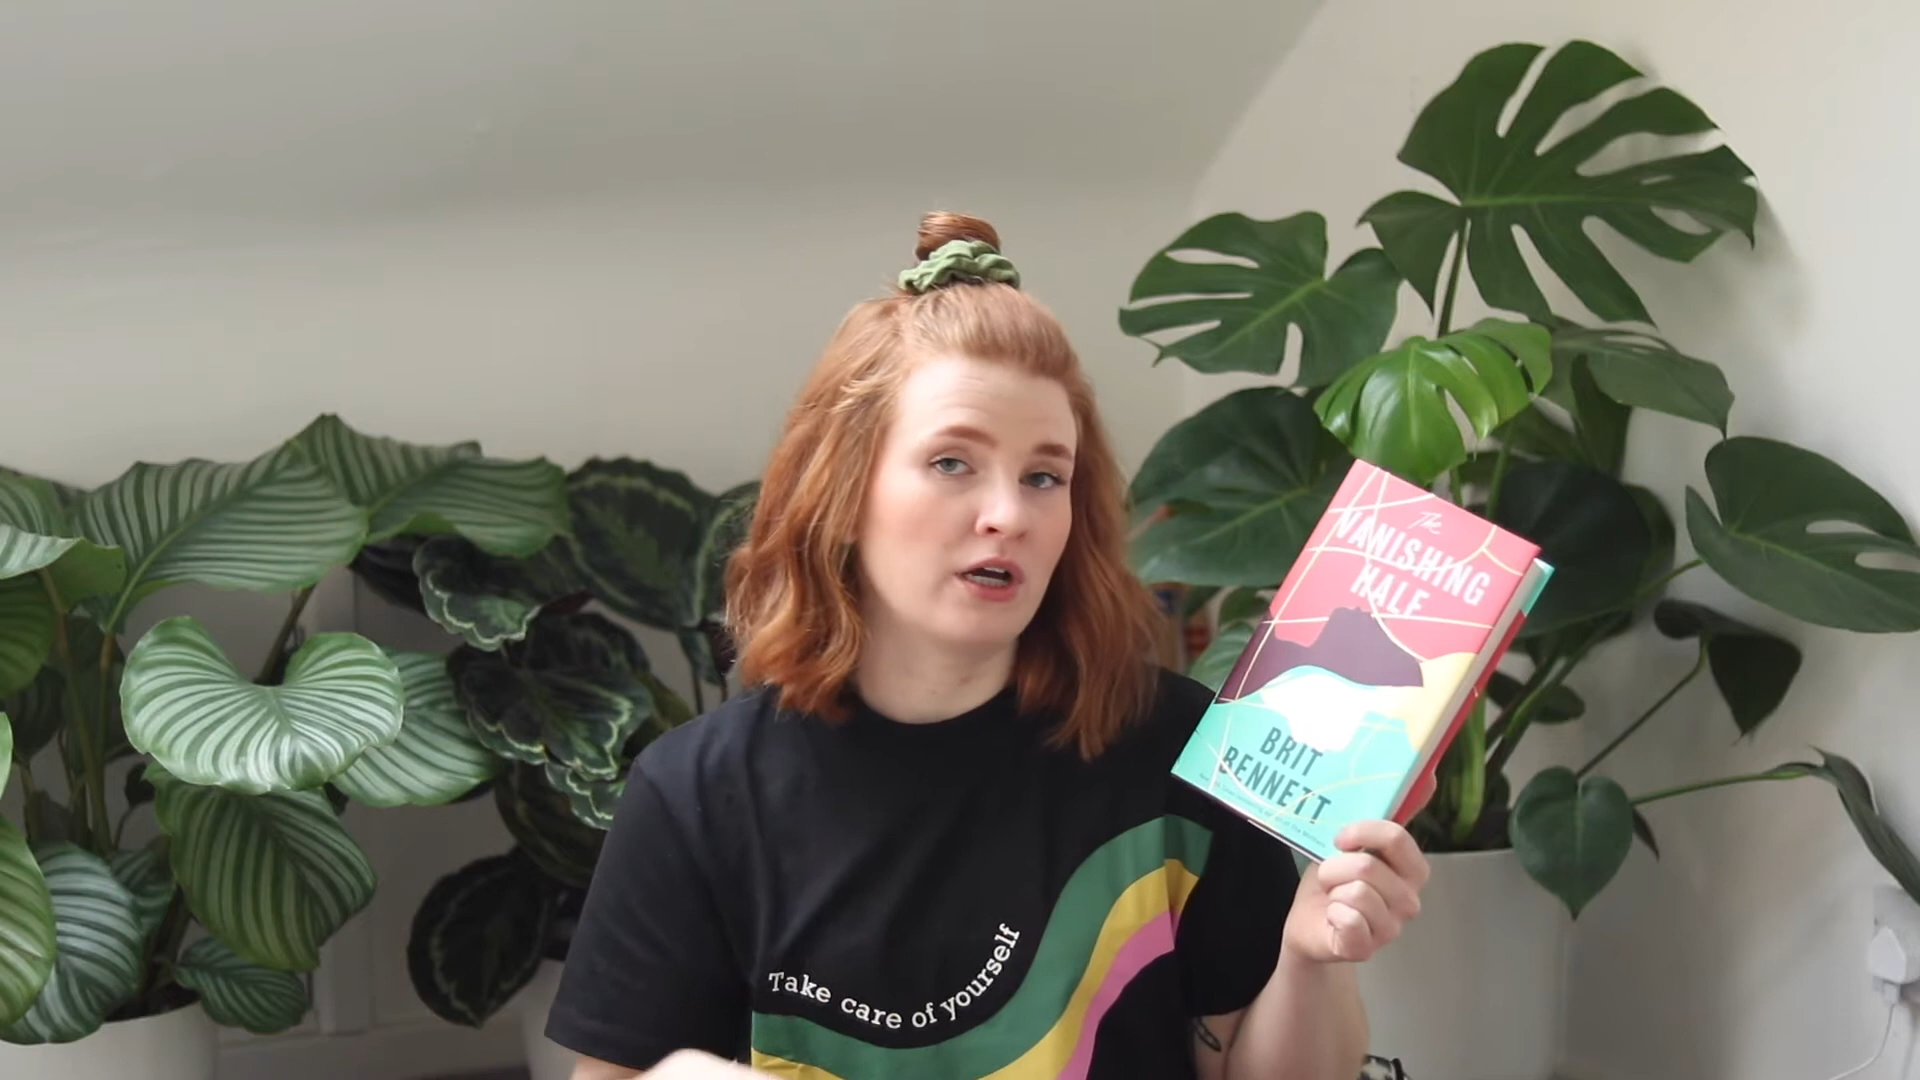 The
VANISHING
HALF
BRIT
BENNETT
Take care of yourself